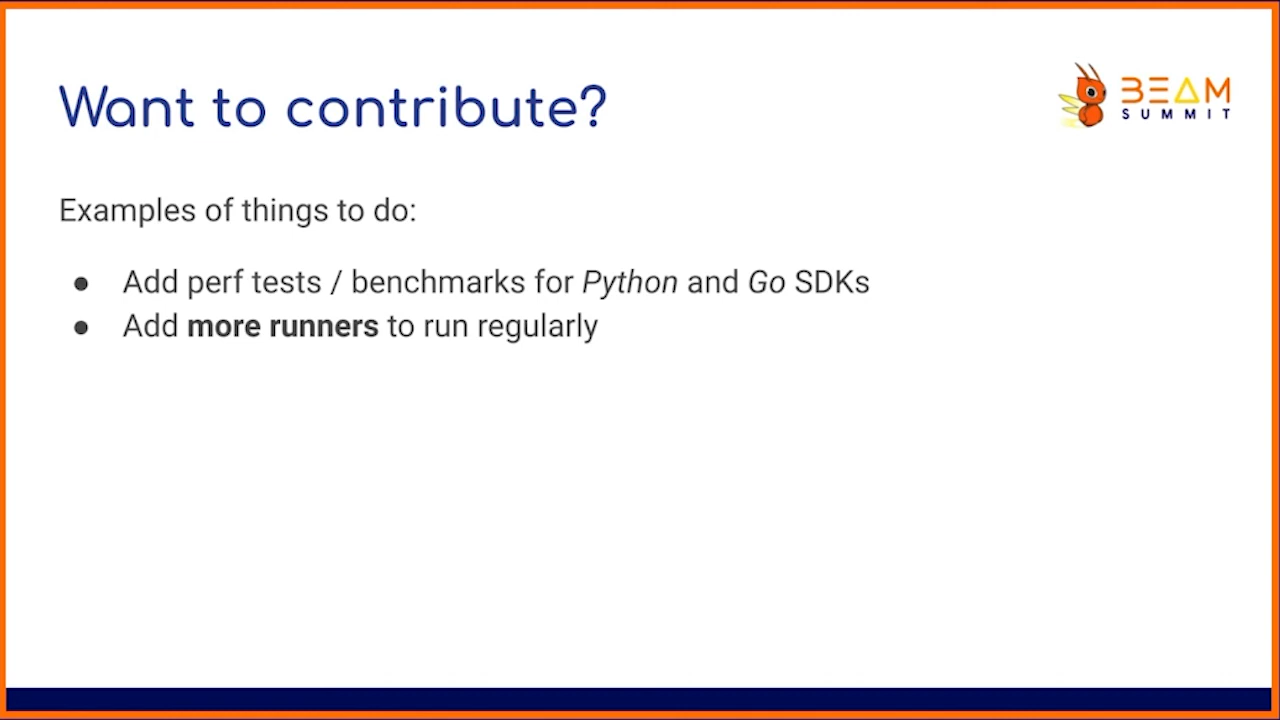 Want to contribute?
BEAM
SUMMIT
Examples of things to do:
● Add perf tests / benchmarks for Python and Go SDKs
● Add more runners to run regularly